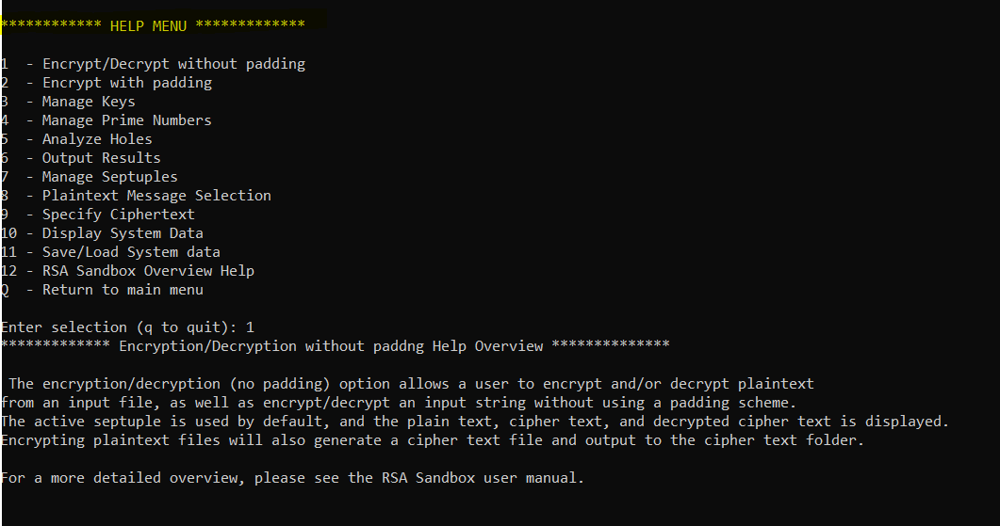 ************ HELP MENU *************
1  - Encrypt/Decrypt without padding
2  - Encrypt with padding
3  - Manage Keys
4  - Manage Prime Numbers
5  - Analyze Holes
6  - Output Results
7  - Manage Septuples
8  - Plaintext Message Selection
9  - Specify Ciphertext
10 - Display System Data
11 - Save/Load System data
12 - RSA Sandbox Overview Help
Q  - Return to main menu
Enter selection (q to quit): 1
************* Encryption/Decryption without paddng Help Overview **************
The encryption/decryption (no padding) option allows a user to encrypt and/or decrypt plaintext
from an input file, as well as encrypt/decrypt an input string without using a padding scheme.
The active septuple is used by default, and the plain text, cipher text, and decrypted cipher text is displayed.
Encrypting plaintext files will also generate a cipher text file and output to the cipher text folder.
For a more detailed overview, please see the RSA Sandbox user manual.